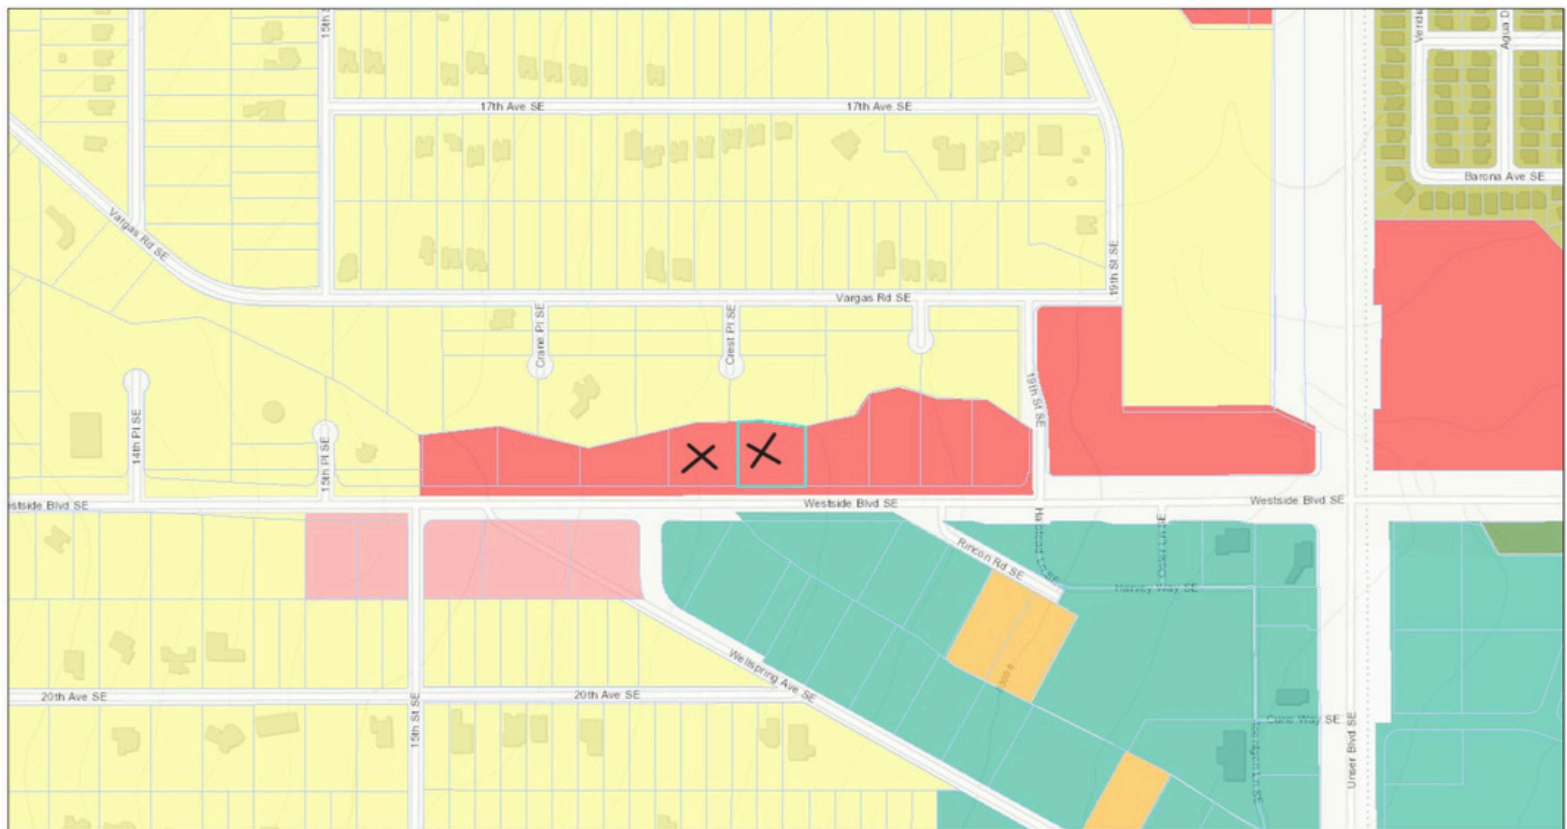 17th Ave SE
17th Ave SE
Barona Ave SE
Vargas Rd SE
19th St SE
Vargas Rd SE
Crane Pl SE
Crest Pl SE
19th St SE
14th Pl SE
15th Pl SE
Westside Blvd SE
Westside Blvd SE
estside Blvd SE
Rincon Rd SE
Harvey Way SE
Wellspring Ave SE
20th Ave SE
20th Ave SE
15th St SE
Unser Blvd SE